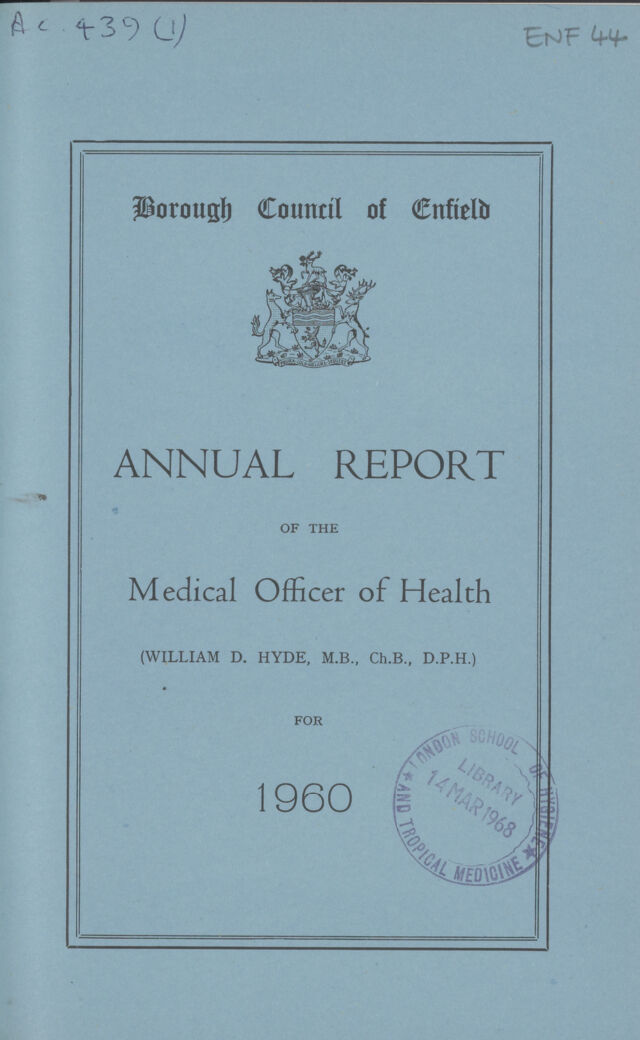 Ac. 439 (1)
ENF 44
Borough Council of Enfield
ANNUAL REPORT
OF THE
Medical Officer of Health
(WILLIAM D. HYDE, M.B., Ch.B., D.P.H.)
FOR
1960
LONDON SCHOOL OF HYGIENE
AND TROPICAL MEDICINE
LIBRARY
14 MAR 1968